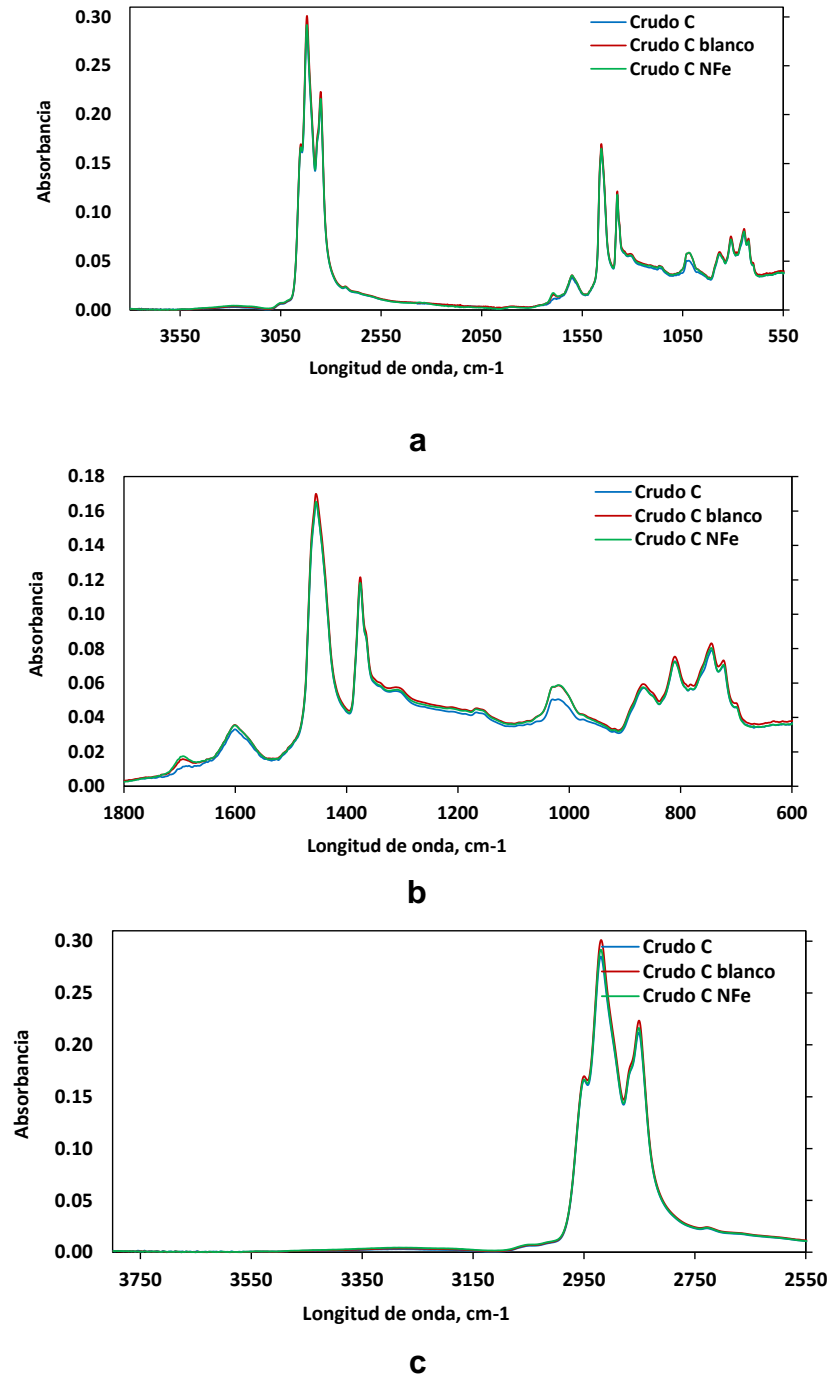 0.30
0.25
0.20
0.15
0.10
0.05
0.00
Absorbancia
Crudo C
Crudo C blanco
Crudo C NFe
3550 3050 2550 2050 1550 1050 550
Longitud de onda, cm-1
a
0.18
0.16
0.14
0.12
0.10
0.08
0.06
0.04
0.02
0.00
Absorbancia
Crudo C
Crudo C blanco
Crudo C NFe
1800 1600 1400 1200 1000 800 600
Longitud de onda, cm-1
b
0.30
0.25
0.20
0.15
0.10
0.05
0.00
Absorbancia
Crudo C
Crudo C blanco
Crudo C NFe
3750 3550 3350 3150 2950 2750 2550
Longitud de onda, cm-1
c